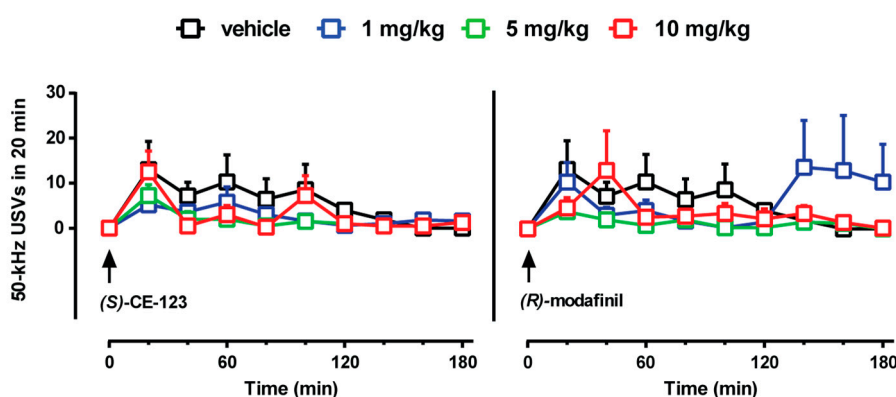 vehicle 1 mg/kg 5 mg/kg 10 mg/kg
50-kHz USVs in 20 min
30
20
10
0
(S)-CE-123
(R)-modafinil
0 60 120 180
0 60 120 180
Time (min)
Time (min)